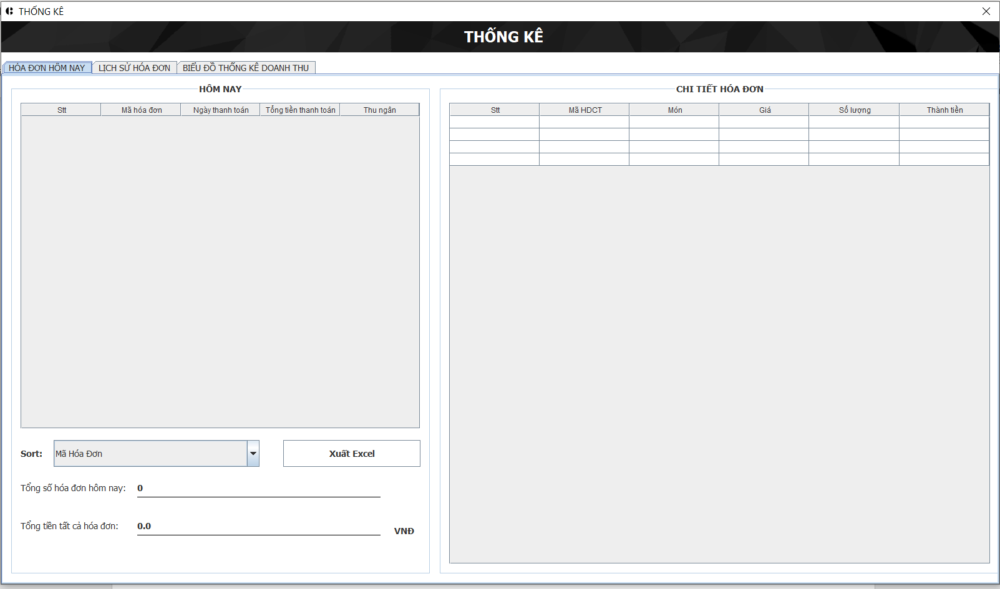 THỐNG KÊ
THỐNG KÊ
HÓA ĐƠN HÔM NAY LỊCH SỬ HÓA ĐƠN BIỂU ĐỒ THỐNG KÊ DOANH THU
HÔM NAY
Stt Mã hóa đơn Ngày thanh toán Tổng tiền thanh toán Thu ngân
Sort: Mã Hóa Đơn Xuất Excel
Tổng số hóa đơn hôm nay: 0
Tổng tiền tất cả hóa đơn: 0.0 VNĐ
CHI TIẾT HÓA ĐƠN
Stt Mã HDCT Món Giá Số lượng Thành tiền